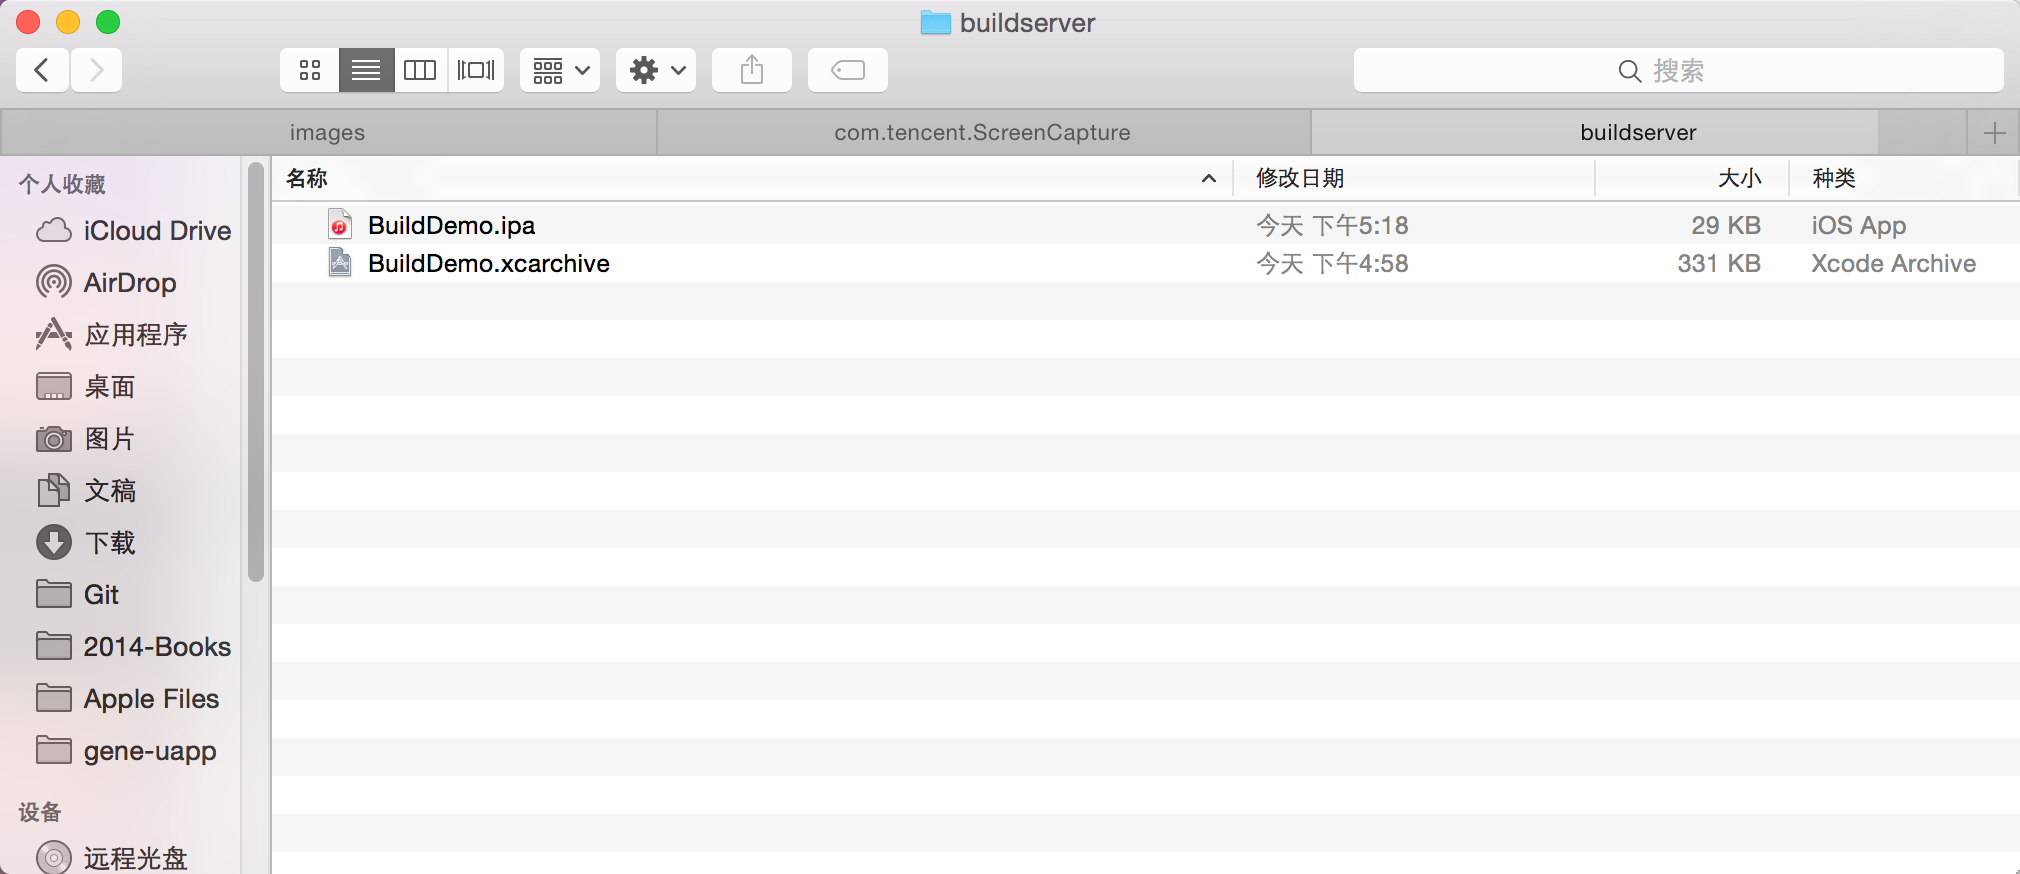 buildserver
搜索
images
com.tencent.ScreenCapture
buildserver
个人收藏
iCloud Drive
AirDrop
应用程序
桌面
图片
文稿
下载
Git
2014-Books
Apple Files
gene-uapp
设备
远程光盘
名称 修改日期 大小 种类
BuildDemo.ipa 今天 下午5:18 29 KB iOS App
BuildDemo.xcarchive 今天 下午4:58 331 KB Xcode Archive